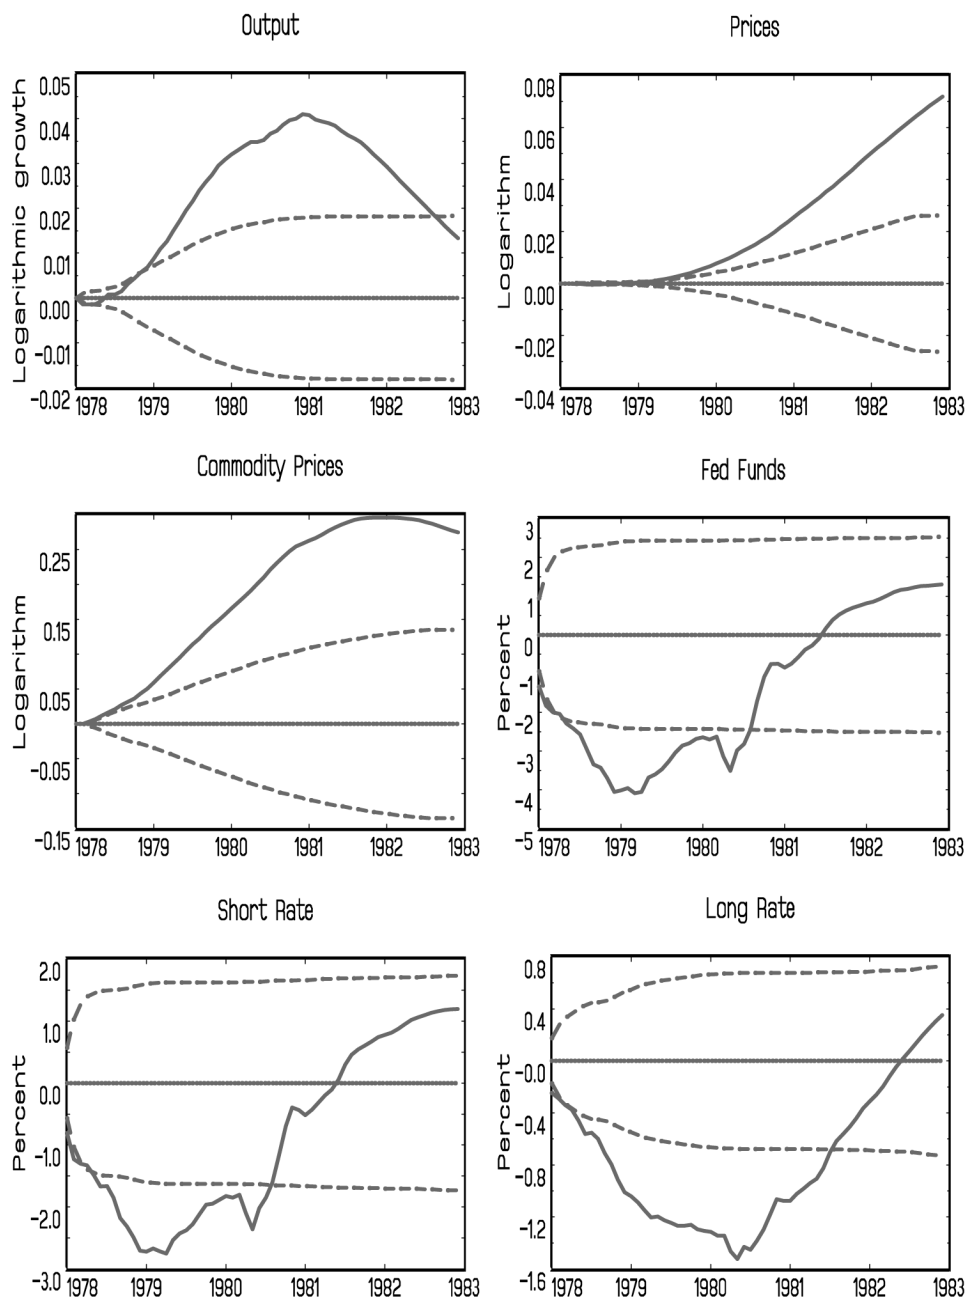 Output
Logarithmic growth
0.05
0.04
0.03
0.02
0.01
0.00
-0.01
-0.02
1978 1979 1980 1981 1982 1983
Prices
Logarithm
0.08
0.06
0.04
0.02
0.00
-0.02
-0.04
1978 1979 1980 1981 1982 1983
Commodity Prices
Logarithm
0.25
0.15
0.05
-0.05
-0.15
1978 1979 1980 1981 1982 1983
Fed Funds
Percent
3
2
1
0
-1
-2
-3
-4
-5
1978 1979 1980 1981 1982 1983
Short Rate
Percent
2.0
1.0
0.0
-1.0
-2.0
-3.0
1978 1979 1980 1981 1982 1983
Long Rate
Percent
0.8
0.4
-0.0
-0.4
-0.8
-1.2
-1.6
1978 1979 1980 1981 1982 1983